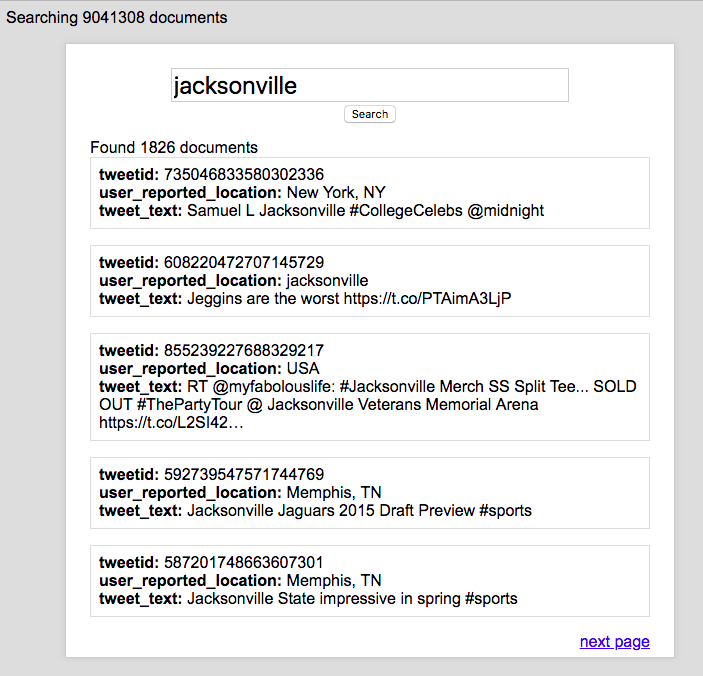 Searching 9041308 documents
jacksonville
Search
Found 1826 documents
tweetid: 735046833580302336
user_reported_location: New York, NY
tweet_text: Samuel L Jacksonville #CollegeCelebs @midnight
tweetid: 608220472707145729
user_reported_location: jacksonville
tweet_text: Jeggins are the worst https://t.co/PTAimA3LjP
tweetid: 855239227688329217
user_reported_location: USA
tweet_text: RT @myfabolouslife: #Jacksonville Merch SS Split Tee... SOLD
OUT #ThePartyTour @ Jacksonville Veterans Memorial Arena
https://t.co/L2SI42…
tweetid: 592739547571744769
user_reported_location: Memphis, TN
tweet_text: Jacksonville Jaguars 2015 Draft Preview #sports
tweetid: 587201748663607301
user_reported_location: Memphis, TN
tweet_text: Jacksonville State impressive in spring #sports
next page